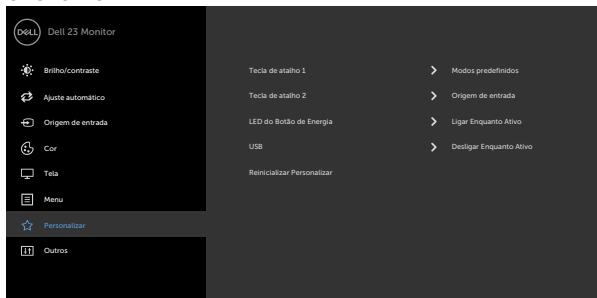 DELL Dell 23 Monitor
Brilho/contraste
Ajuste automático
Origem de entrada
Cor
Tela
Menu
Personalizar
Outros
Tecla de atalho 1 Modos predefinidos
Tecla de atalho 2 Origem de entrada
LED do Botão de Energia Ligar Enquanto Ativo
USB Desligar Enquanto Ativo
Reinicializar Personalizar